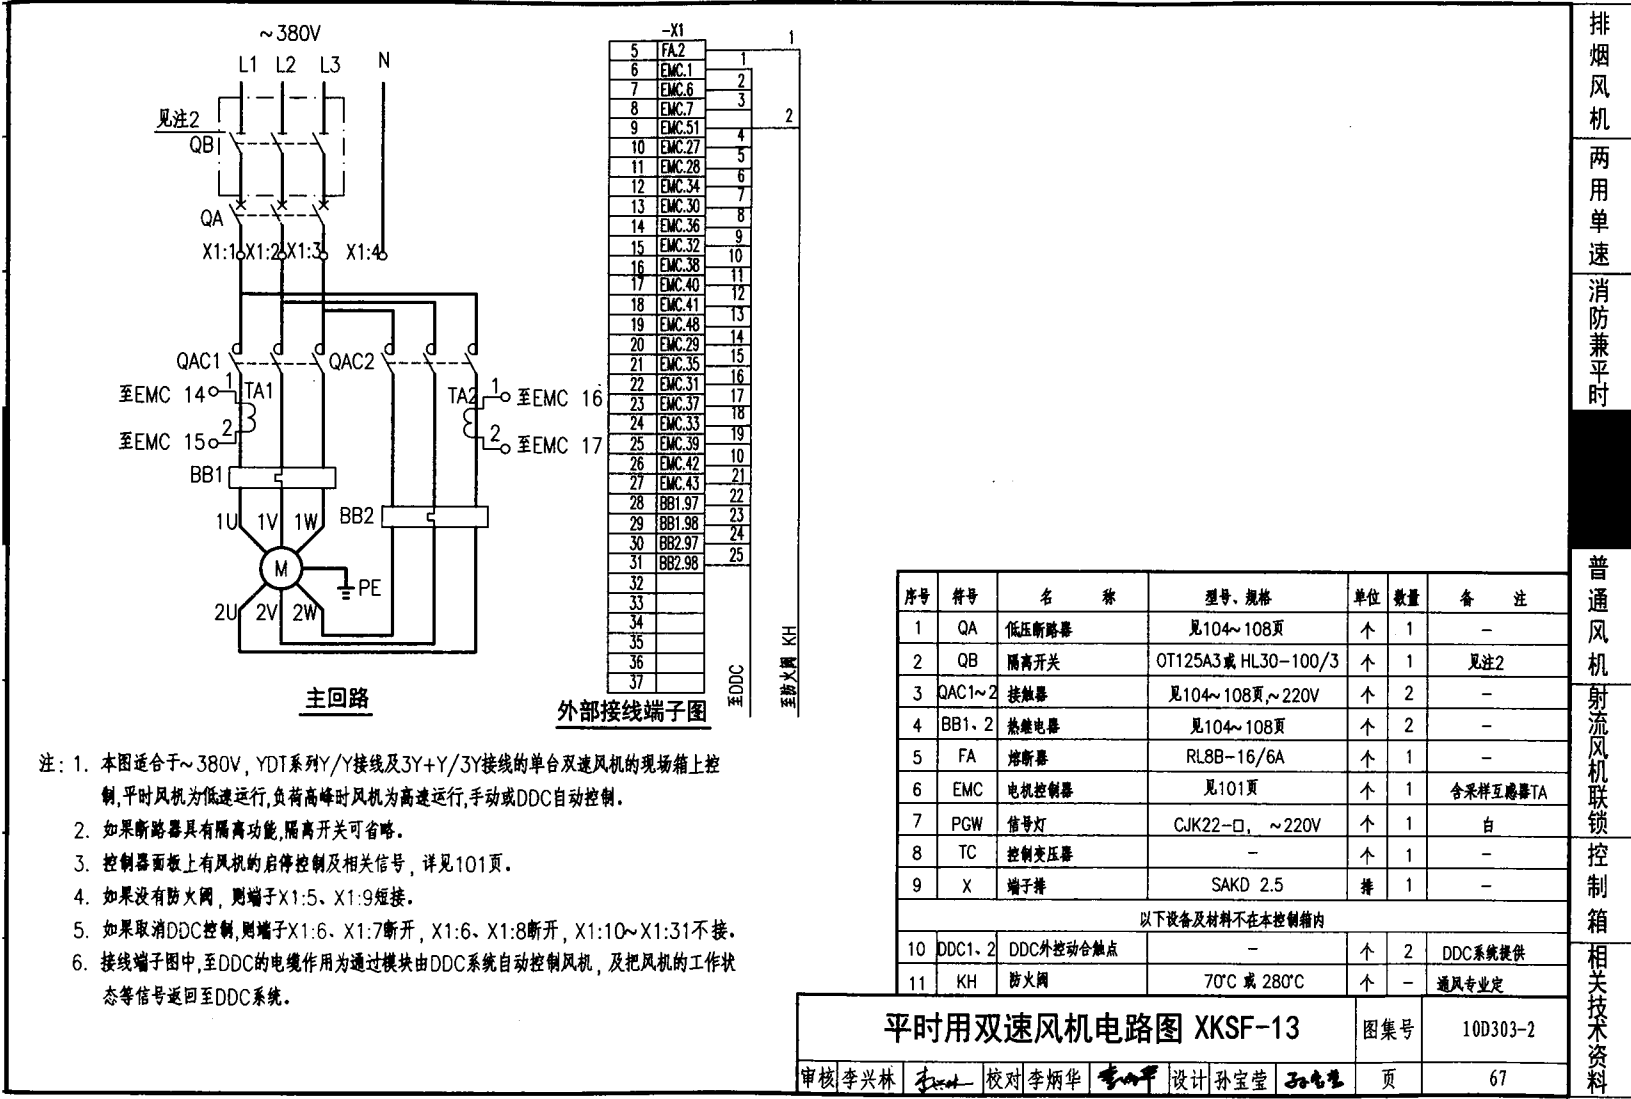 ~380V
L1 L2 L3 N
见注2
QB
QA
X1:1 X1:2 X1:3 X1:4
QAC1 QAC2
至EMC 14 1 TA1
2
至EMC 15
TA2 1 至EMC 16
2
至EMC 17
BB1
BB2
1U 1V 1W
M
PE
2U 2V 2W
主回路
-X1
5 FA.2 1
6 EMC.1 1
7 EMC.6 2
8 EMC.7 3
9 EMC.51 2
10 EMC.27 4
11 EMC.28 5
12 EMC.34 6
13 EMC.30 7
14 EMC.36 8
15 EMC.32 9
16 EMC.38 10
17 EMC.40 11
18 EMC.41 12
19 EMC.48 13
20 EMC.29 14
21 EMC.35 15
22 EMC.31 16
23 EMC.37 17
24 EMC.33 18
25 EMC.39 19
26 EMC.42 10
27 EMC.43 21
28 BB1.97 22
29 BB1.98 23
30 BB2.97 24
31 BB2.98 25
32
33
34
35
36
37
至DDC
至防火阀 KH
外部接线端子图
注: 1. 本图适合于~380V, YDT系列Y/Y接线及3Y+Y/3Y接线的单台双速风机的现场箱上控
制,平时风机为低速运行,负荷高峰时风机为高速运行,手动或DDC自动控制。
2. 如果断路器具有隔离功能,隔离开关可省略。
3. 控制器面板上有风机的启停控制及相关信号, 详见101页。
4. 如果没有防火阀, 则端子X1:5、X1:9短接。
5. 如果取消DDC控制,则端子X1:6、X1:7断开, X1:6、X1:8断开, X1:10~X1:31不接。
6. 接线端子图中,至DDC的电缆作用为通过模块由DDC系统自动控制风机, 及把风机的工作状
态等信号返回至DDC系统。
序号 符号 名 称 型号、规格 单位 数量 备 注
1 QA 低压断路器 见104~108页 个 1 -
2 QB 隔离开关 OT125A3或HL30-100/3 个 1 见注2
3 QAC1~2 接触器 见104~108页,~220V 个 2 -
4 BB1、2 热继电器 见104~108页 个 2 -
5 FA 熔断器 RL8B-16/6A 个 1 -
6 EMC 电机控制器 见101页 个 1 含采样互感器TA
7 PGW 信号灯 CJK22-□, ~220V 个 1 白
8 TC 控制变压器 - 个 1 -
9 X 端子排 SAKD 2.5 排 1 -
以下设备及材料不在本控制箱内
10 DDC1、2 DDC外控动合触点 - 个 2 DDC系统提供
11 KH 防火阀 70℃ 或 280℃ 个 - 通风专业定
平时用双速风机电路图 XKSF-13 图集号 10D303-2
审核 李兴林 校对 李炳华 设计 孙宝莹 页 67
排烟风机
两用单速
消防兼平时
普通风机
射流风机联锁
控制箱
相关技术资料